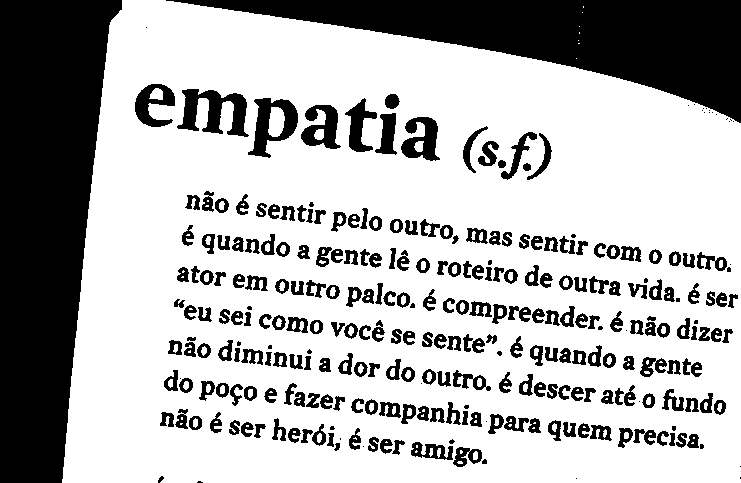 empatia (s.f.)
não é sentir pelo outro, mas sentir com o outro.
é quando a gente lê o roteiro de outra vida. é ser
ator em outro palco. é compreender. é não dizer
“eu sei como você se sente”. é quando a gente
não diminui a dor do outro. é descer até o fundo
do poço e fazer companhia para quem precisa.
não é ser herói, é ser amigo.